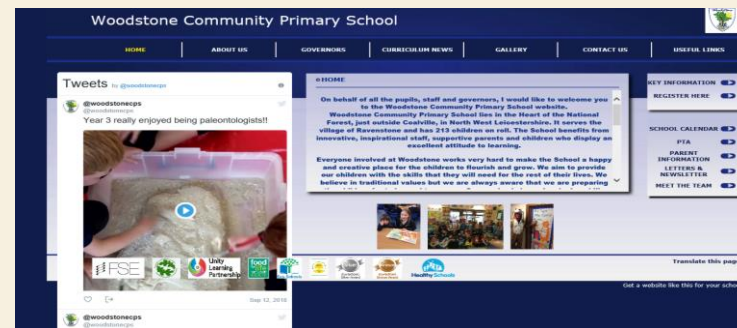 Woodstone Community Primary School
HOME ABOUT US GOVERNORS CURRICULUM NEWS GALLERY CONTACT US USEFUL LINKS
Tweets by @woodstonecps
@woodstonecps
@woodstonecps
Year 3 really enjoyed being paleontologists!!
Sep 12, 2018
@woodstonecps
@woodstonecps
HOME
On behalf of all the pupils, staff and governors, I would like to welcome you
to the Woodstone Community Primary School website.
Woodstone Community Primary School lies in the Heart of the National
Forest, just outside Coalville, in North West Leicestershire. It serves the
village of Ravenstone and has 213 children on roll. The School benefits from
innovative, inspirational staff, supportive parents and children who display an
excellent attitude to learning.
Everyone involved at Woodstone works very hard to make the School a happy
and creative place for the children to flourish and grow. We aim to provide
our children with the skills that they will need for the rest of their lives. We
believe in traditional values but we are always aware that we are preparing
KEY INFORMATION
REGISTER HERE
SCHOOL CALENDAR
PTA
PARENT
INFORMATION
LETTERS &
NEWSLETTER
MEET THE TEAM
FSE
Unity
Learning
Partnership
food
Healthy Schools
Translate this page
Get a website like this for your scho